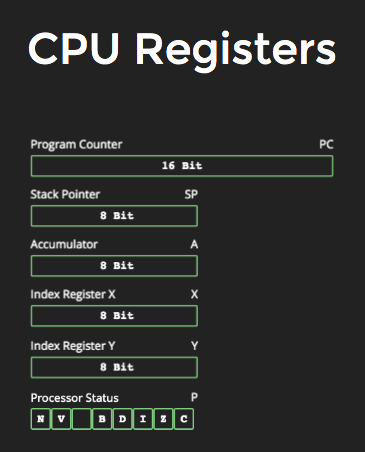 CPU Registers
Program Counter PC
16 Bit
Stack Pointer SP
8 Bit
Accumulator A
8 Bit
Index Register X X
8 Bit
Index Register Y Y
8 Bit
Processor Status P
N V B D I Z C